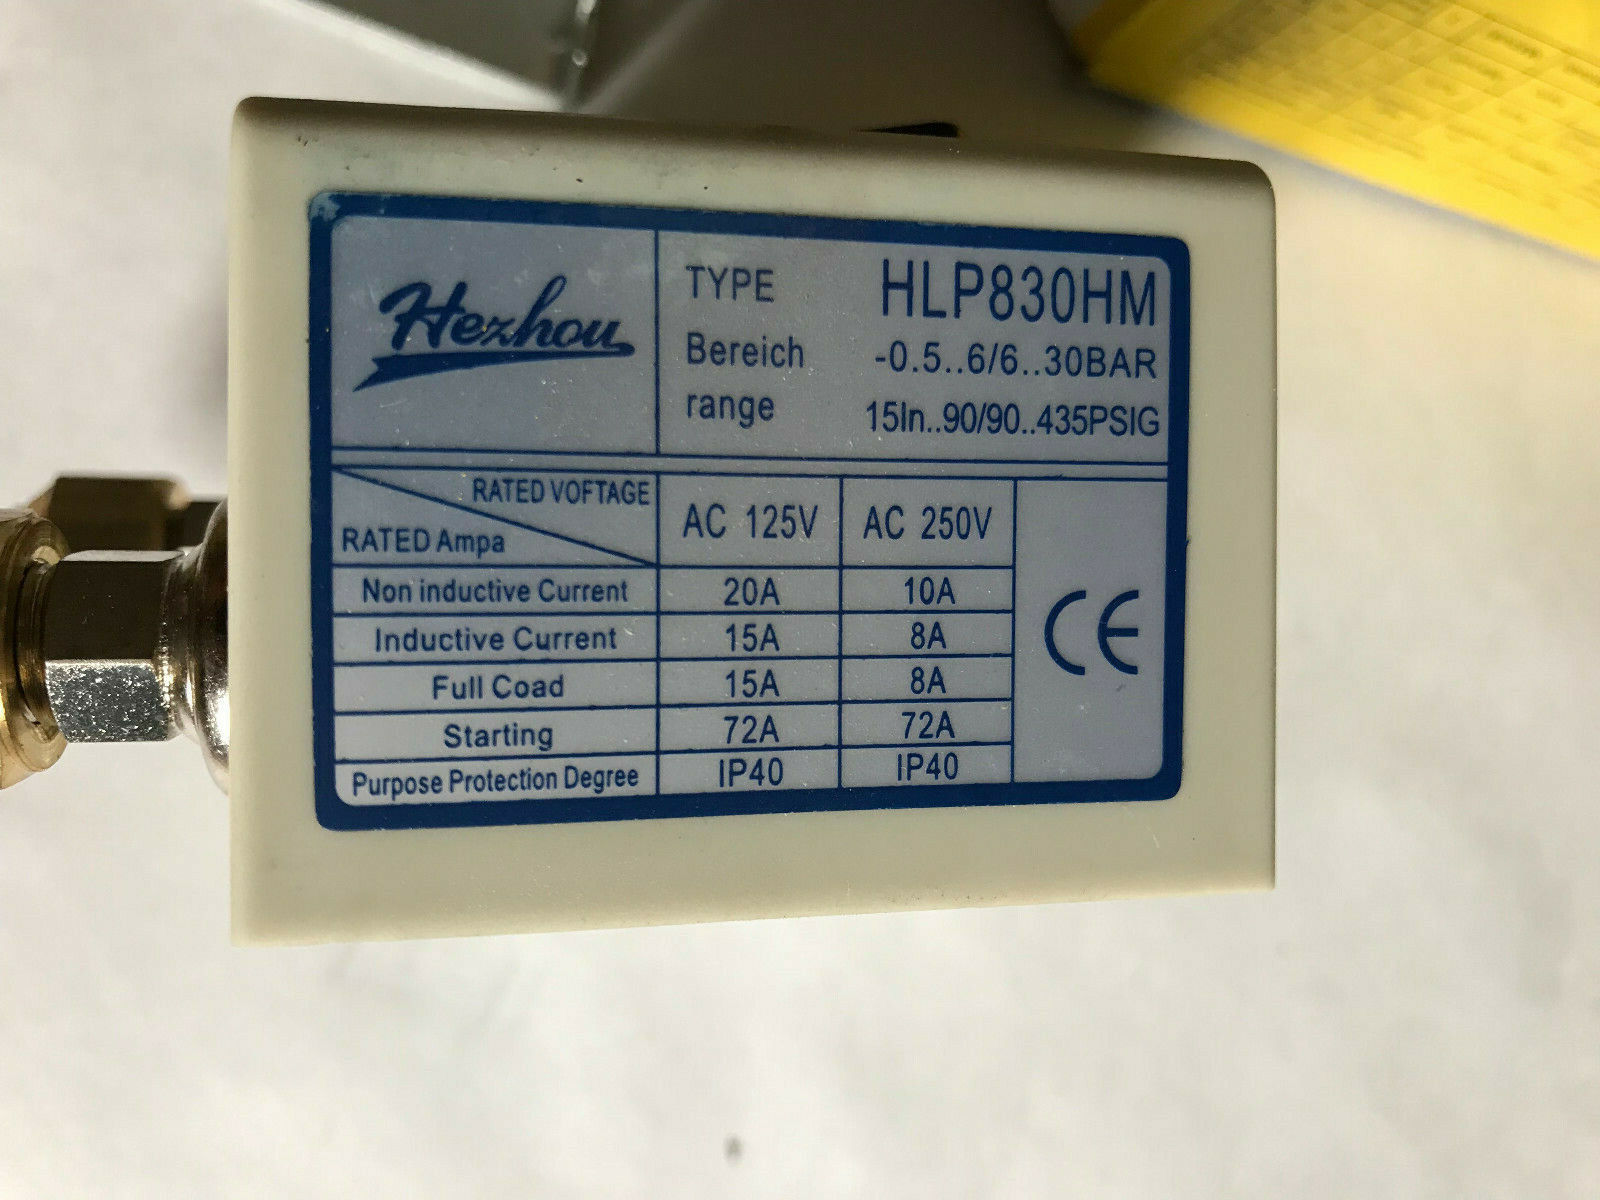 Hezhou
TYPE HLP830HM
Bereich -0.5..6/6..30BAR
range 15In..90/90..435PSIG
RATED VOFTAGE
RATED Ampa
AC 125V AC 250V
Non inductive Current 20A 10A
Inductive Current 15A 8A
Full Coad 15A 8A
Starting 72A 72A
Purpose Protection Degree IP40 IP40
CE